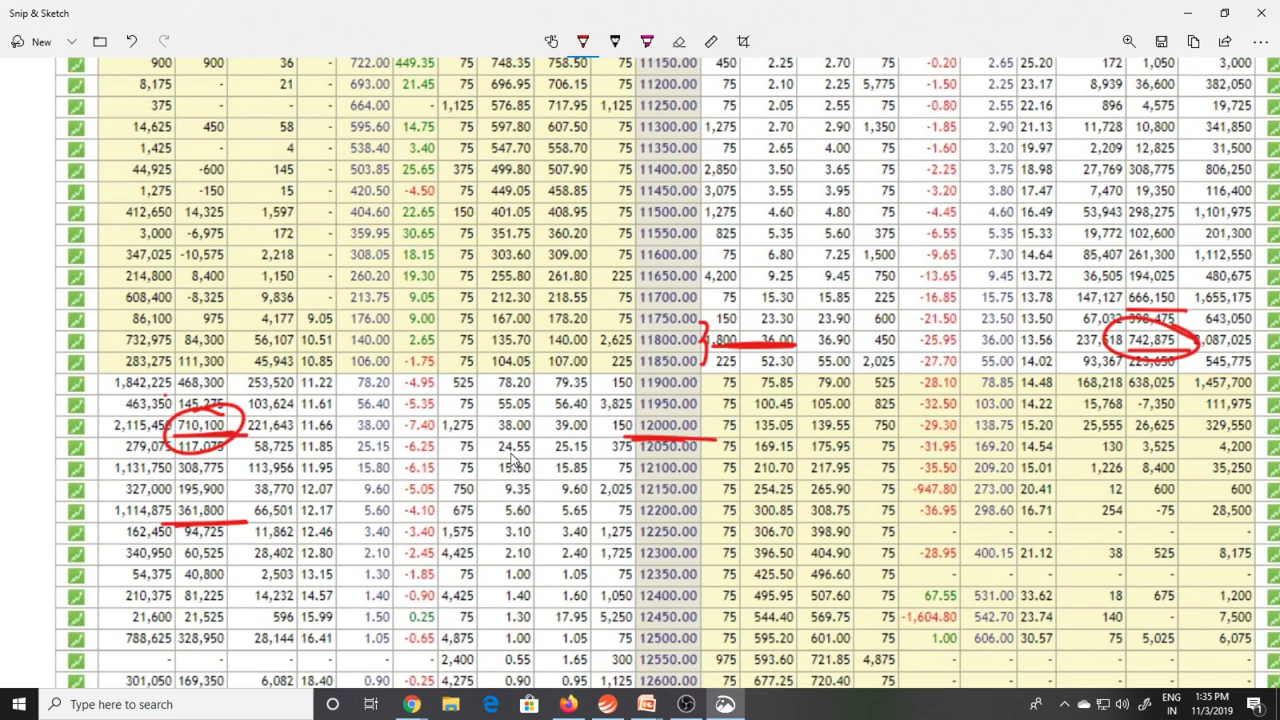 Snip & Sketch
New
900 900 36 - 722.00 449.35 75 748.35 758.50 75 11150.00 450 2.25 2.70 75 -0.20 2.65 25.20 172 1,050 3,000
8,175 - 21 - 693.00 21.45 75 696.95 706.15 75 11200.00 75 2.10 2.25 5,775 -1.50 2.25 23.17 8,939 36,600 382,050
375 - - - 664.00 - 1,125 576.85 717.95 1,125 11250.00 75 2.05 2.55 75 -0.80 2.55 22.16 896 4,575 19,725
14,625 450 58 - 595.60 14.75 75 597.80 607.50 75 11300.00 1,275 2.70 2.90 1,350 -1.85 2.90 21.13 11,728 10,800 341,850
1,425 - 4 - 538.40 3.40 75 547.70 558.70 75 11350.00 75 2.65 4.00 75 -1.60 3.20 19.97 2,209 12,825 31,500
44,925 -600 145 - 503.85 25.65 375 499.80 507.90 75 11400.00 2,850 3.50 3.65 75 -2.25 3.75 18.98 27,769 308,775 806,250
1,275 -150 15 - 420.50 -4.50 75 449.05 458.85 75 11450.00 3,075 3.55 3.95 75 -3.20 3.80 17.47 7,470 19,350 116,400
412,650 14,325 1,597 - 404.60 22.65 150 401.05 408.95 75 11500.00 1,275 4.60 4.80 75 -4.45 4.60 16.49 53,943 298,275 1,101,975
3,000 -6,975 172 - 359.95 30.65 75 351.75 360.20 75 11550.00 825 5.35 5.60 375 -6.55 5.35 15.33 19,772 102,600 201,300
347,025 -10,575 2,218 - 308.05 18.15 75 303.60 309.00 75 11600.00 75 6.80 7.25 1,500 -9.65 7.30 14.64 85,407 261,300 1,112,550
214,800 8,400 1,150 - 260.20 19.30 75 255.80 261.80 225 11650.00 4,200 9.25 9.45 750 -13.65 9.45 13.72 36,505 194,025 480,675
608,400 -8,325 9,836 - 213.75 9.05 75 212.30 218.55 75 11700.00 75 15.30 15.85 225 -16.85 15.75 13.78 147,127 666,150 1,655,175
86,100 975 4,177 9.05 176.00 9.00 75 167.00 178.20 75 11750.00 150 23.30 23.90 600 -21.50 23.50 13.50 67,032 398,475 643,050
732,975 84,300 56,107 10.51 140.00 2.65 75 135.70 140.00 2,625 11800.00 1,800 36.00 36.90 450 -25.95 36.00 13.56 237,518 742,875
283,275 111,300 45,943 10.85 106.00 -1.75 75 104.05 107.00 225 11850.00 225 52.30 55.00 2,025 -27.70 55.00 14.02 93,367 223,650 545,775
1,842,225 468,300 253,520 11.22 78.20 -4.95 525 78.20 79.35 150 11900.00 75 75.85 79.00 525 -28.10 78.85 14.48 168,218 638,025 1,457,700
463,350 145,275 103,624 11.61 56.40 -5.35 75 55.05 56.40 3,825 11950.00 75 100.45 105.00 825 -32.50 103.00 14.22 15,768 -7,350 111,975
2,115,450 710,100 221,643 11.66 38.00 -7.40 1,275 38.00 39.00 150 12000.00 75 135.05 139.55 750 -29.30 138.75 15.55 20,255 26,625 329,550
279,075 117,075 58,725 11.85 25.15 -6.25 75 24.55 25.15 375 12050.00 75 169.15 175.95 75 -31.95 169.20 14.54 130 3,525 4,200
1,131,750 308,775 113,956 11.95 15.80 -6.15 75 15.60 15.85 75 12100.00 75 210.70 217.95 75 -35.50 209.20 15.01 1,226 8,400 35,250
327,000 195,900 38,770 12.07 9.60 -5.05 750 9.35 9.60 2,025 12150.00 75 254.25 265.90 75 -947.80 273.00 20.41 12 600 600
1,114,875 361,800 66,501 12.17 5.60 -4.10 675 5.60 5.65 75 12200.00 75 300.85 308.75 75 -36.95 298.60 16.71 254 -75 28,500
162,450 94,725 11,862 12.46 3.40 -3.40 1,575 3.10 3.40 1,275 12250.00 75 306.70 398.90 75 - - - - - -
340,950 60,525 28,402 12.80 2.10 -2.45 4,425 2.10 2.40 1,725 12300.00 75 396.50 404.90 75 -28.95 400.15 21.12 38 525 8,175
54,375 40,800 2,503 13.15 1.30 -1.85 75 1.00 1.05 75 12350.00 75 425.50 496.60 75 - - - - - -
210,375 81,225 14,232 14.57 1.40 -0.90 4,425 1.40 1.60 1,050 12400.00 75 495.95 507.60 75 67.55 531.00 33.62 18 675 1,200
21,600 21,525 596 15.99 1.50 0.25 75 1.30 17.95 5,250 12450.00 75 544.40 569.75 75 -1,604.80 542.70 23.74 140 - 7,500
788,625 328,950 28,144 16.41 1.05 -0.65 4,875 1.00 1.05 75 12500.00 75 595.20 601.00 75 1.00 606.00 30.57 75 5,025 6,075
- - - - - - 2,400 0.55 1.65 300 12550.00 975 593.60 721.85 4,875 - - - - - -
301,050 169,350 6,082 18.40 0.90 -0.25 4,275 0.90 0.95 1,125 12600.00 75 677.25 720.40 75 - - - - - -
Type here to search
ENG
IN
1:35 PM
11/3/2019